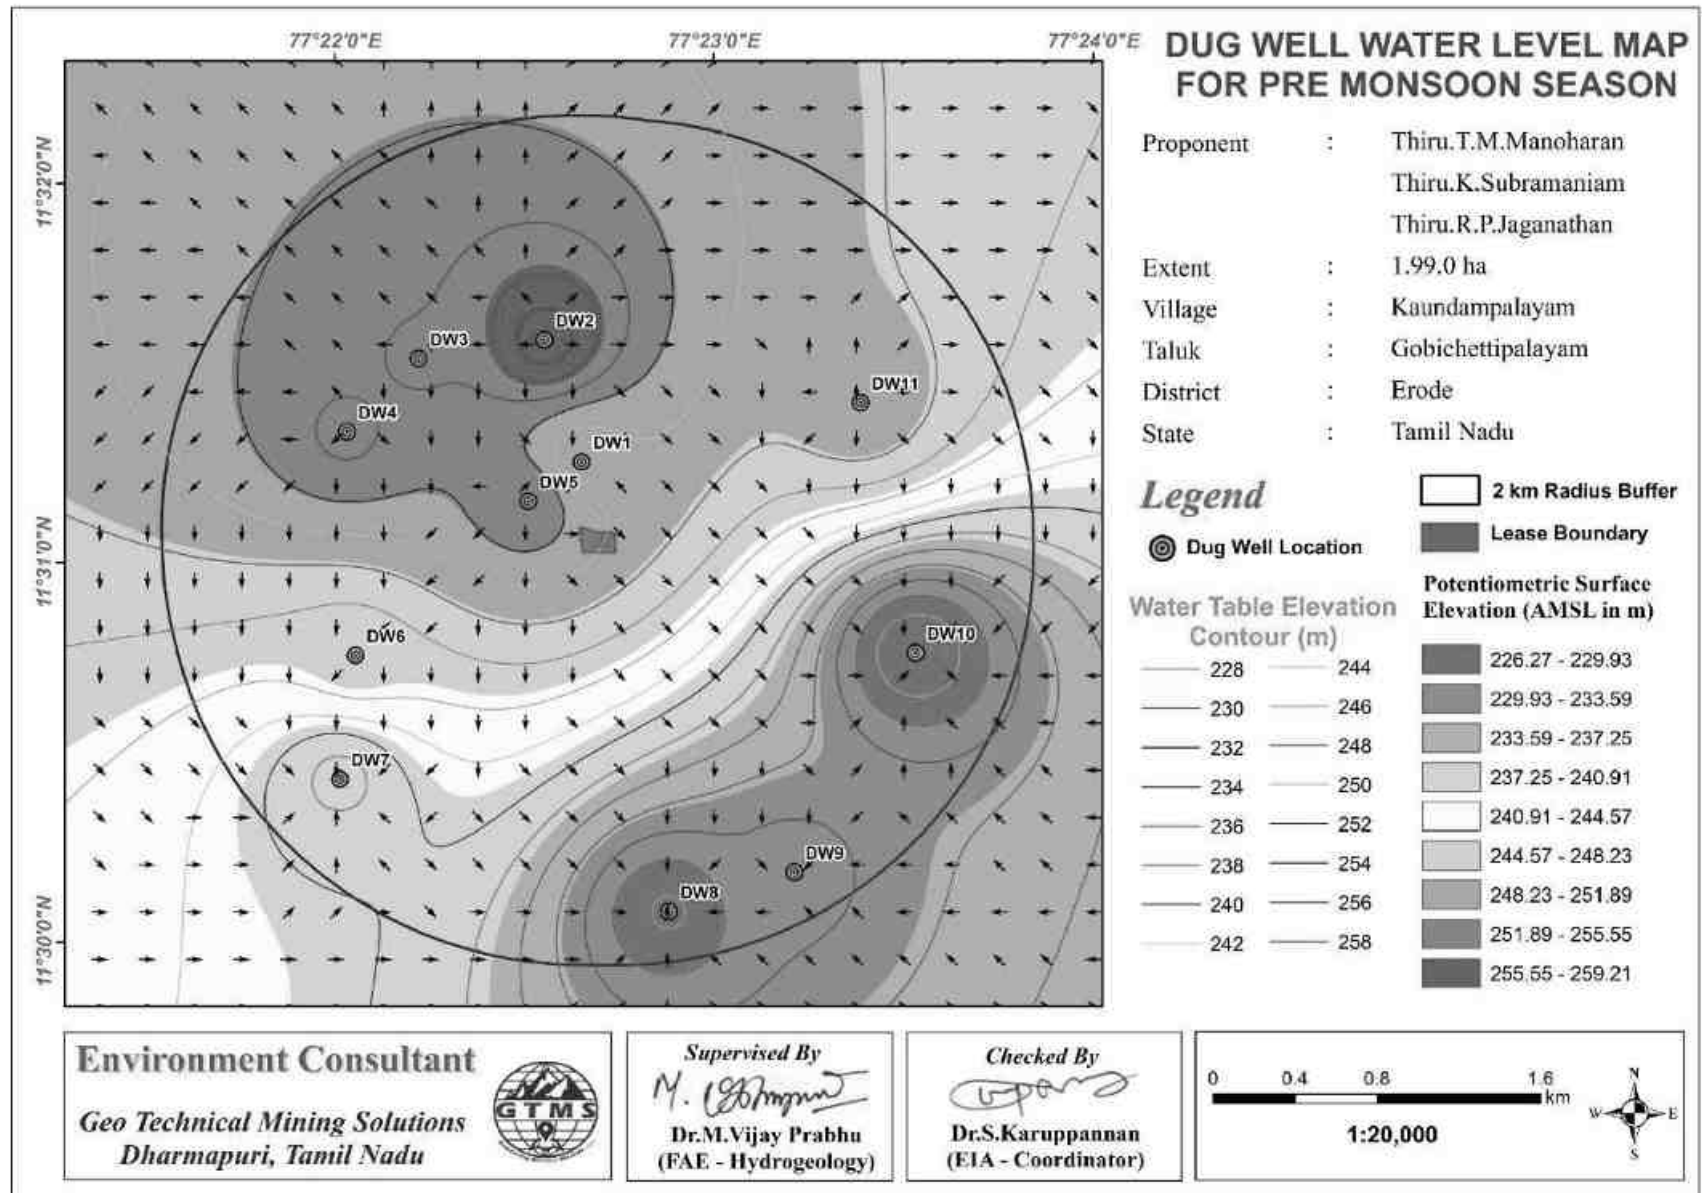 77°22'0"E
77°23'0"E
77°24'0"E
11°32'0"N
11°31'0"N
11°30'0"N
DW2
DW3
DW11
DW4
DW1
DW5
DW6
DW10
DW7
DW9
DW8
DUG WELL WATER LEVEL MAP
FOR PRE MONSOON SEASON
Proponent : Thiru.T.M.Manoharan
Thiru.K.Subramaniam
Thiru.R.P.Jaganathan
Extent : 1.99.0 ha
Village : Kaundampalayam
Taluk : Gobichettipalayam
District : Erode
State : Tamil Nadu
Legend
Dug Well Location
2 km Radius Buffer
Lease Boundary
Water Table Elevation
Contour (m)
228 244
230 246
232 248
234 250
236 252
238 254
240 256
242 258
Potentiometric Surface
Elevation (AMSL in m)
226.27 - 229.93
229.93 - 233.59
233.59 - 237.25
237.25 - 240.91
240.91 - 244.57
244.57 - 248.23
248.23 - 251.89
251.89 - 255.55
255.55 - 259.21
Environment Consultant
Geo Technical Mining Solutions
Dharmapuri, Tamil Nadu
GTMS
Supervised By
Dr.M.Vijay Prabhu
(FAE - Hydrogeology)
Checked By
Dr.S.Karuppannan
(EIA - Coordinator)
0 0.4 0.8 1.6
km
1:20,000
N
W E
S